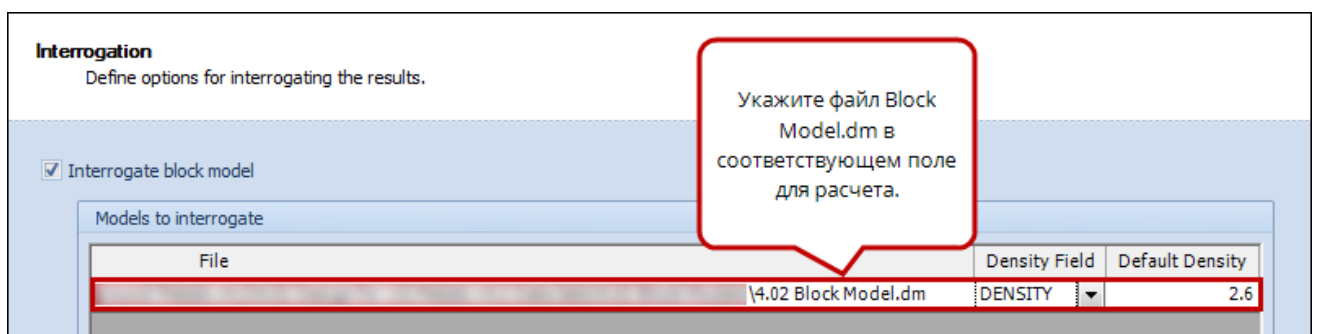 Interrogation
Define options for interrogating the results.
Укажите файл Block
Model.dm в
соответствующем поле
для расчета.
Interrogate block model
Models to interrogate
File Density Field Default Density
\4.02 Block Model.dm DENSITY 2.6